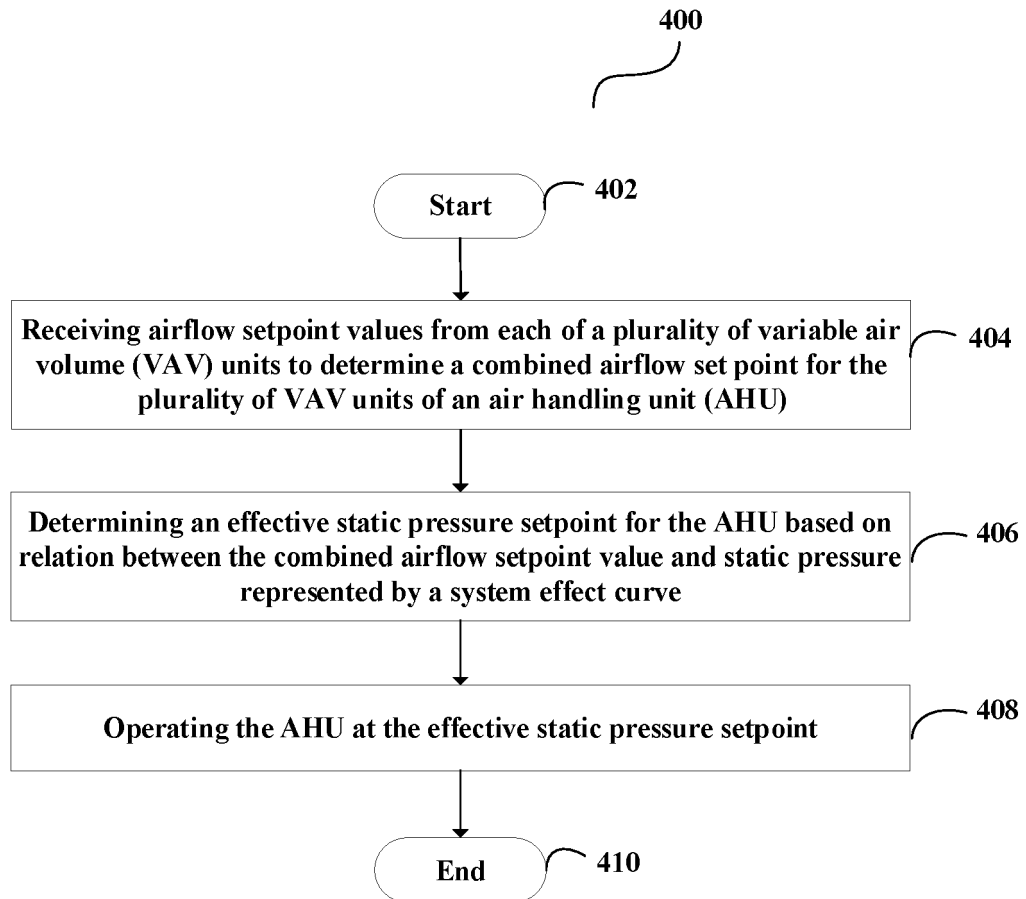 400
Start
402
Receiving airflow setpoint values from each of a plurality of variable air
volume (VAV) units to determine a combined airflow set point for the
plurality of VAV units of an air handling unit (AHU)
404
Determining an effective static pressure setpoint for the AHU based on
relation between the combined airflow setpoint value and static pressure
represented by a system effect curve
406
Operating the AHU at the effective static pressure setpoint
408
End
410